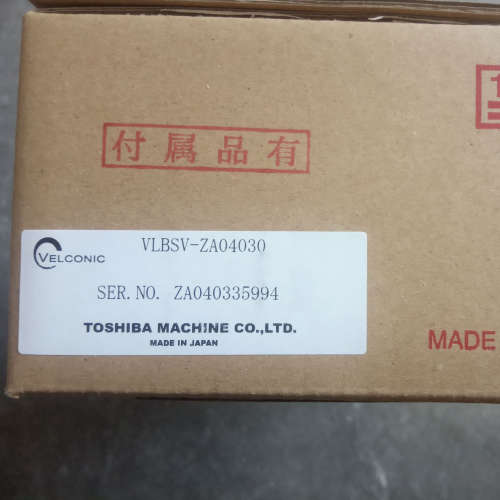 付属品有
VELCONIC
VLBSV-ZA04030
SER.NO. ZA040335994
TOSHIBA MACHINE CO.,LTD.
MADE IN JAPAN
MADE